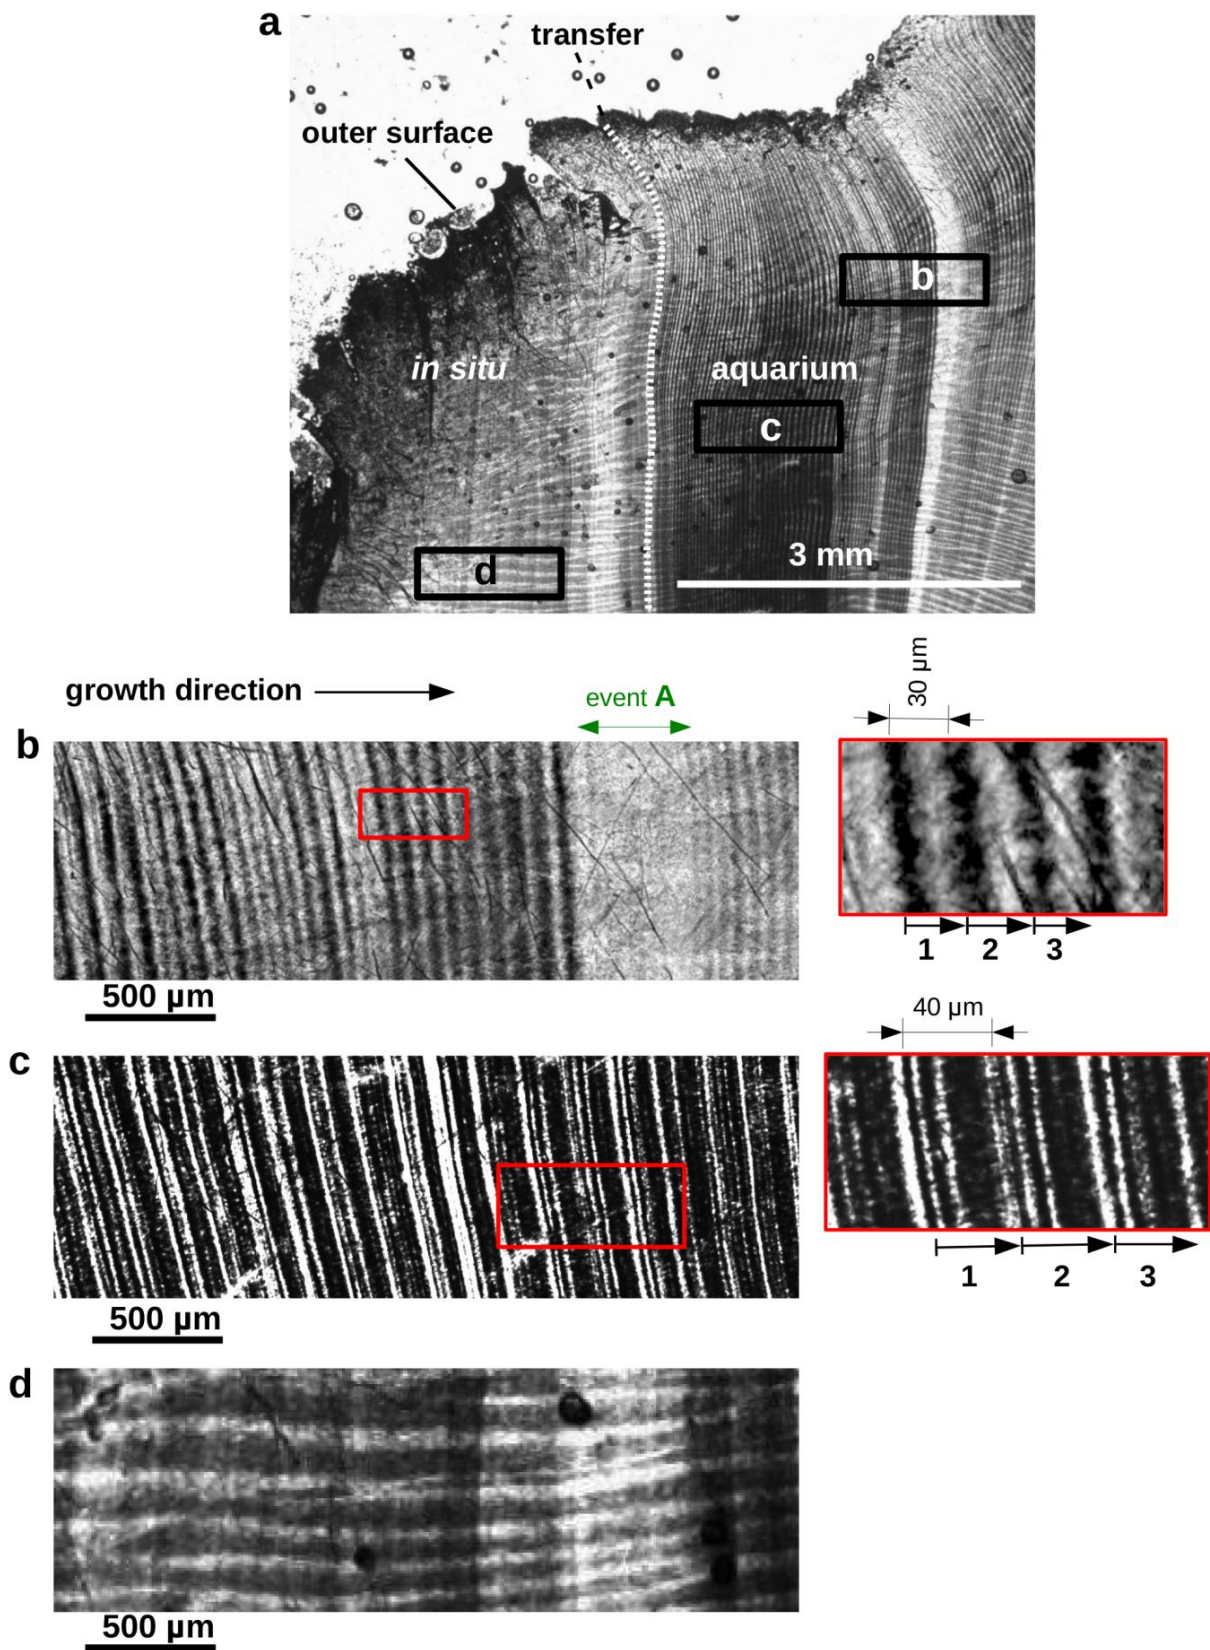 a
transfer
outer surface
b
in situ
aquarium
c
3 mm
d
growth direction
event A
30 µm
b
1 2 3
500 µm
40 µm
c
1 2 3
500 µm
d
500 µm